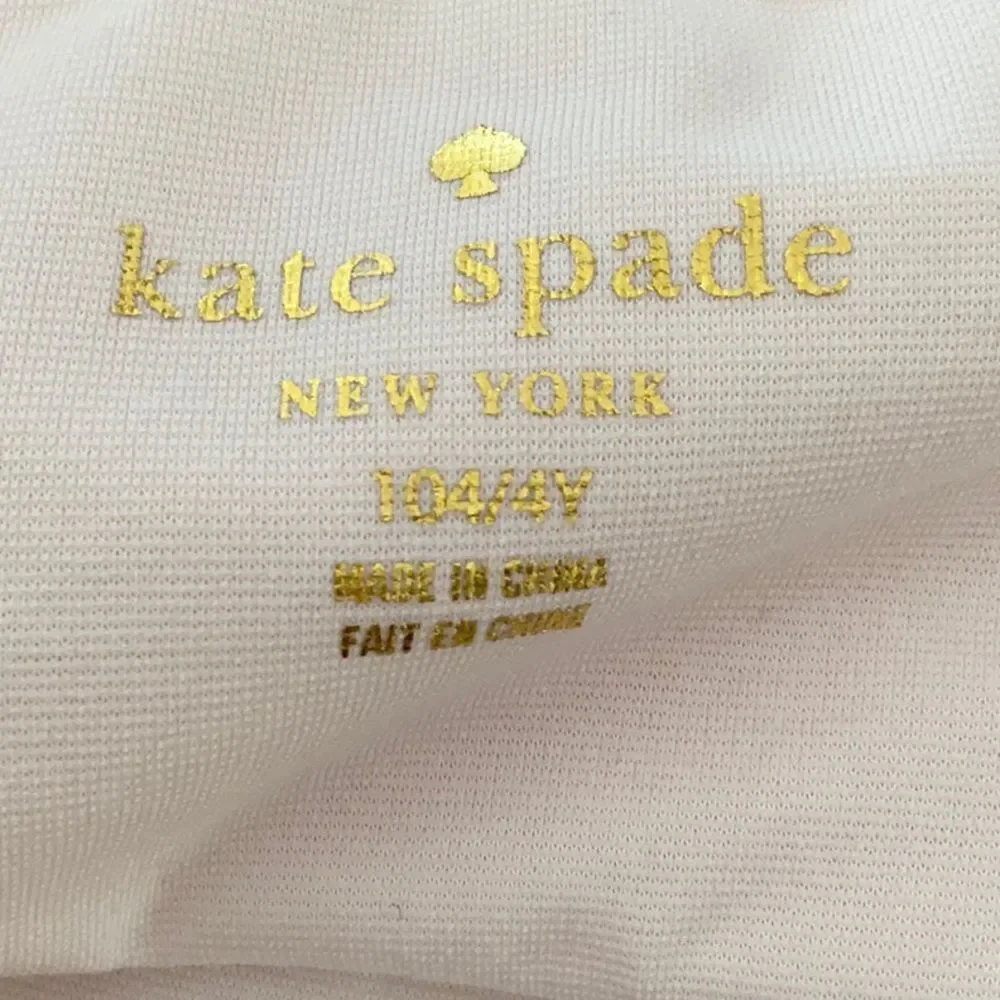 kate spade
NEW YORK
104/4Y
MADE IN CHINA
FAIT EN CHINE